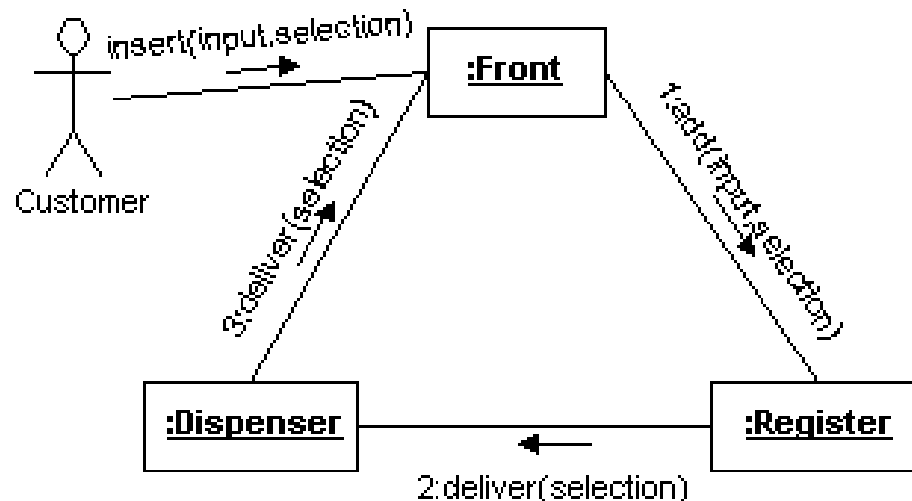 insert(input,selection)
:Front
Customer
1:add(input,selection)
3:deliver(selection)
:Dispenser
:Register
2:deliver(selection)